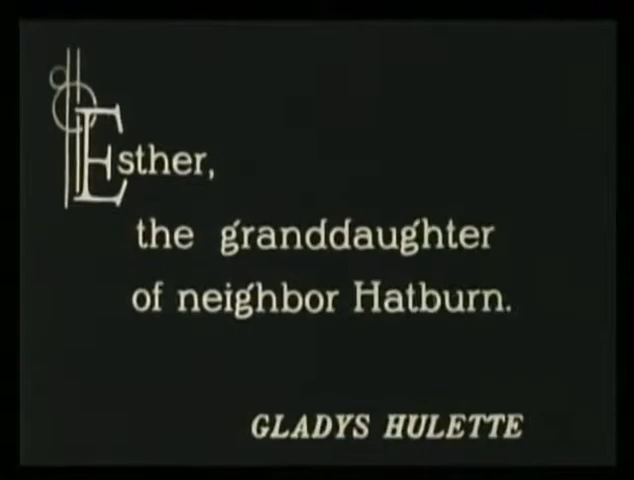 Esther,
the granddaughter
of neighbor Hatburn.
GLADYS HULETTE